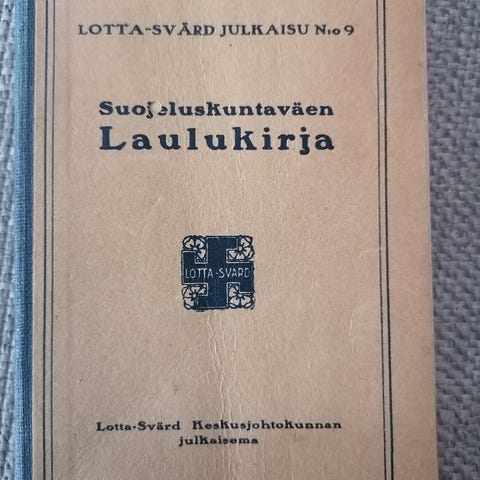 LOTTA-SVÄRD JULKAISU N:o 9
Suojeluskuntaväen
Laulukirja
LOTTA-SVÄRD
Lotta-Svärd Keskusjohtokunnan
julkaisema